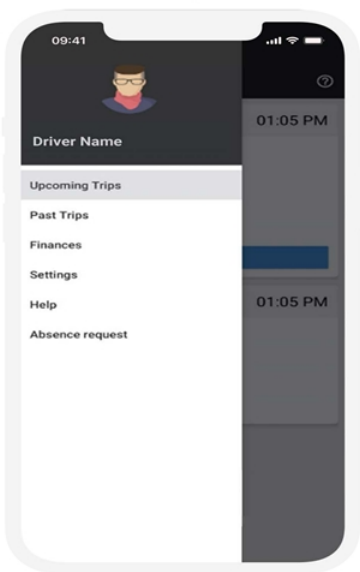 09:41
01:05 PM
Driver Name
Upcoming Trips
Past Trips
Finances
Settings
Help
Absence request
01:05 PM